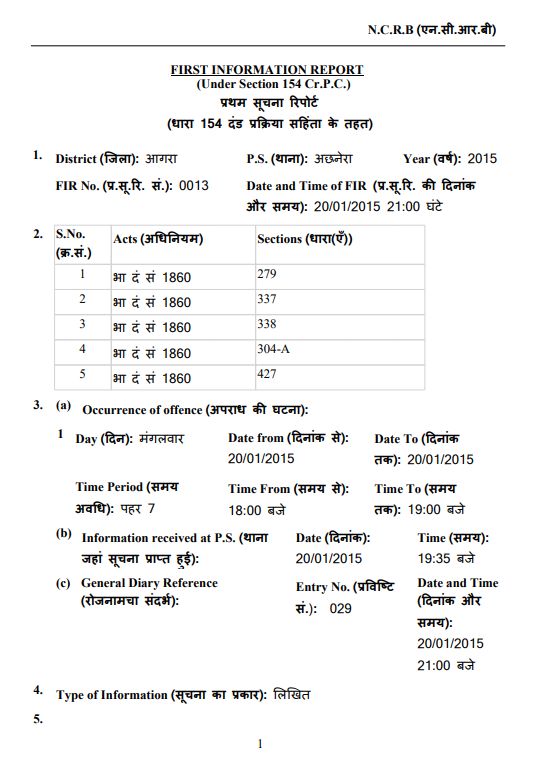 N.C.R.B (एन.सी.आर.बी)
FIRST INFORMATION REPORT
(Under Section 154 Cr.P.C.)
प्रथम सूचना रिपोर्ट
(धारा 154 दंड प्रक्रिया सहिंता के तहत)
1. District (जिला): आगरा P.S. (थाना): अछनेरा Year (वर्ष): 2015
FIR No. (प्र.सू.रि. सं.): 0013 Date and Time of FIR (प्र.सू.रि. की दिनांक
और समय): 20/01/2015 21:00 घंटे
2. S.No. Acts (अधिनियम) Sections (धारा(एँ))
(क्र.सं.)
1 भा दं सं 1860 279
2 भा दं सं 1860 337
3 भा दं सं 1860 338
4 भा दं सं 1860 304-A
5 भा दं सं 1860 427
3. (a) Occurrence of offence (अपराध की घटना):
1 Day (दिन): मंगलवार Date from (दिनांक से): Date To (दिनांक
20/01/2015 तक): 20/01/2015
Time Period (समय Time From (समय से): Time To (समय
अवधि): पहर 7 18:00 बजे तक): 19:00 बजे
(b) Information received at P.S. (थाना Date (दिनांक): Time (समय):
जहां सूचना प्राप्त हुई): 20/01/2015 19:35 बजे
(c) General Diary Reference Entry No. (प्रविष्टि Date and Time
(रोजनामचा संदर्भ): सं.): 029 (दिनांक और
समय):
20/01/2015
21:00 बजे
4. Type of Information (सूचना का प्रकार): लिखित
5.
1